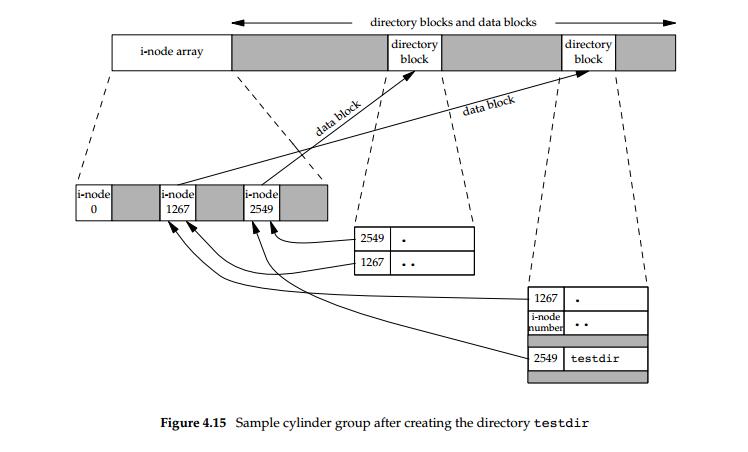 directory blocks and data blocks
i-node array
directory
block
directory
block
data block
data block
i-node
0
i-node
1267
i-node
2549
2549 .
1267 ..
1267 .
i-node
number ..
2549 testdir
Figure 4.15 Sample cylinder group after creating the directory testdir